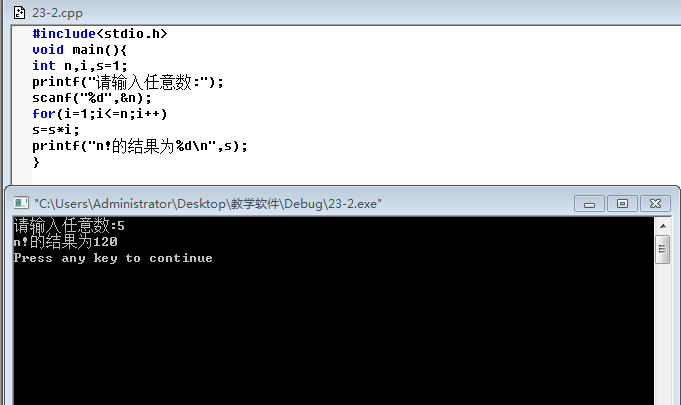 23-2.cpp
#include<stdio.h>
void main(){
int n,i,s=1;
printf("请输入任意数:");
scanf("%d",&n);
for(i=1;i<=n;i++)
s=s*i;
printf("n!的结果为%d\n",s);
}
"C:\Users\Administrator\Desktop\教学软件\Debug\23-2.exe"
请输入任意数:5
n!的结果为120
Press any key to continue